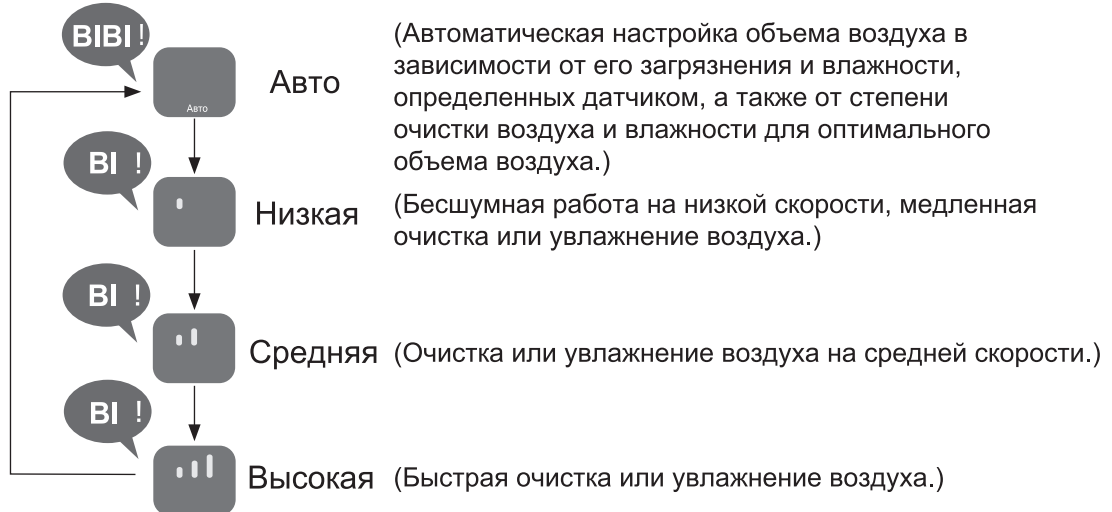 BIBI !
Авто
Авто
(Автоматическая настройка объема воздуха в
зависимости от его загрязнения и влажности,
определенных датчиком, а также от степени
очистки воздуха и влажности для оптимального
объема воздуха.)
BI !
Низкая
(Бесшумная работа на низкой скорости, медленная
очистка или увлажнение воздуха.)
BI !
Средняя (Очистка или увлажнение воздуха на средней скорости.)
BI !
Высокая (Быстрая очистка или увлажнение воздуха.)